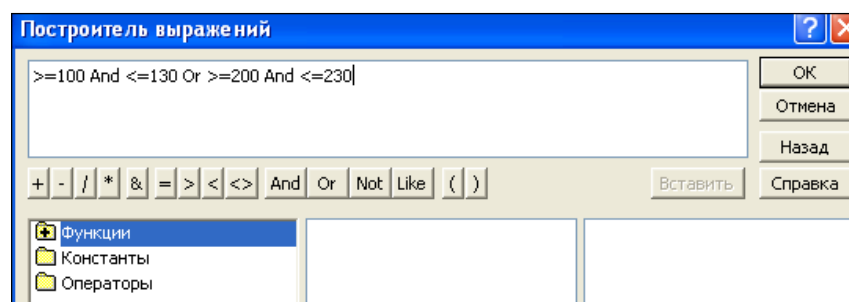 Построитель выражений
>=100 And <=130 Or >=200 And <=230
ОК
Отмена
Назад
+ - / * & = > < <> And Or Not Like ( ) Вставить Справка
Функции
Константы
Операторы